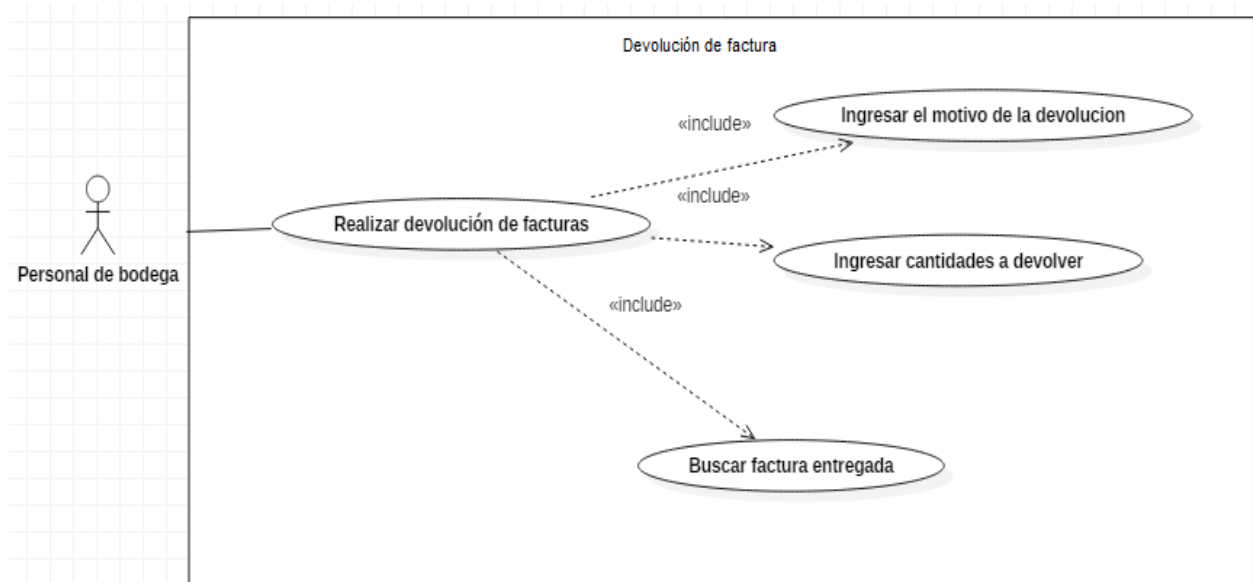 Devolución de factura
«include»
Ingresar el motivo de la devolucion
«include»
Realizar devolución de facturas
Ingresar cantidades a devolver
Personal de bodega
«include»
Buscar factura entregada